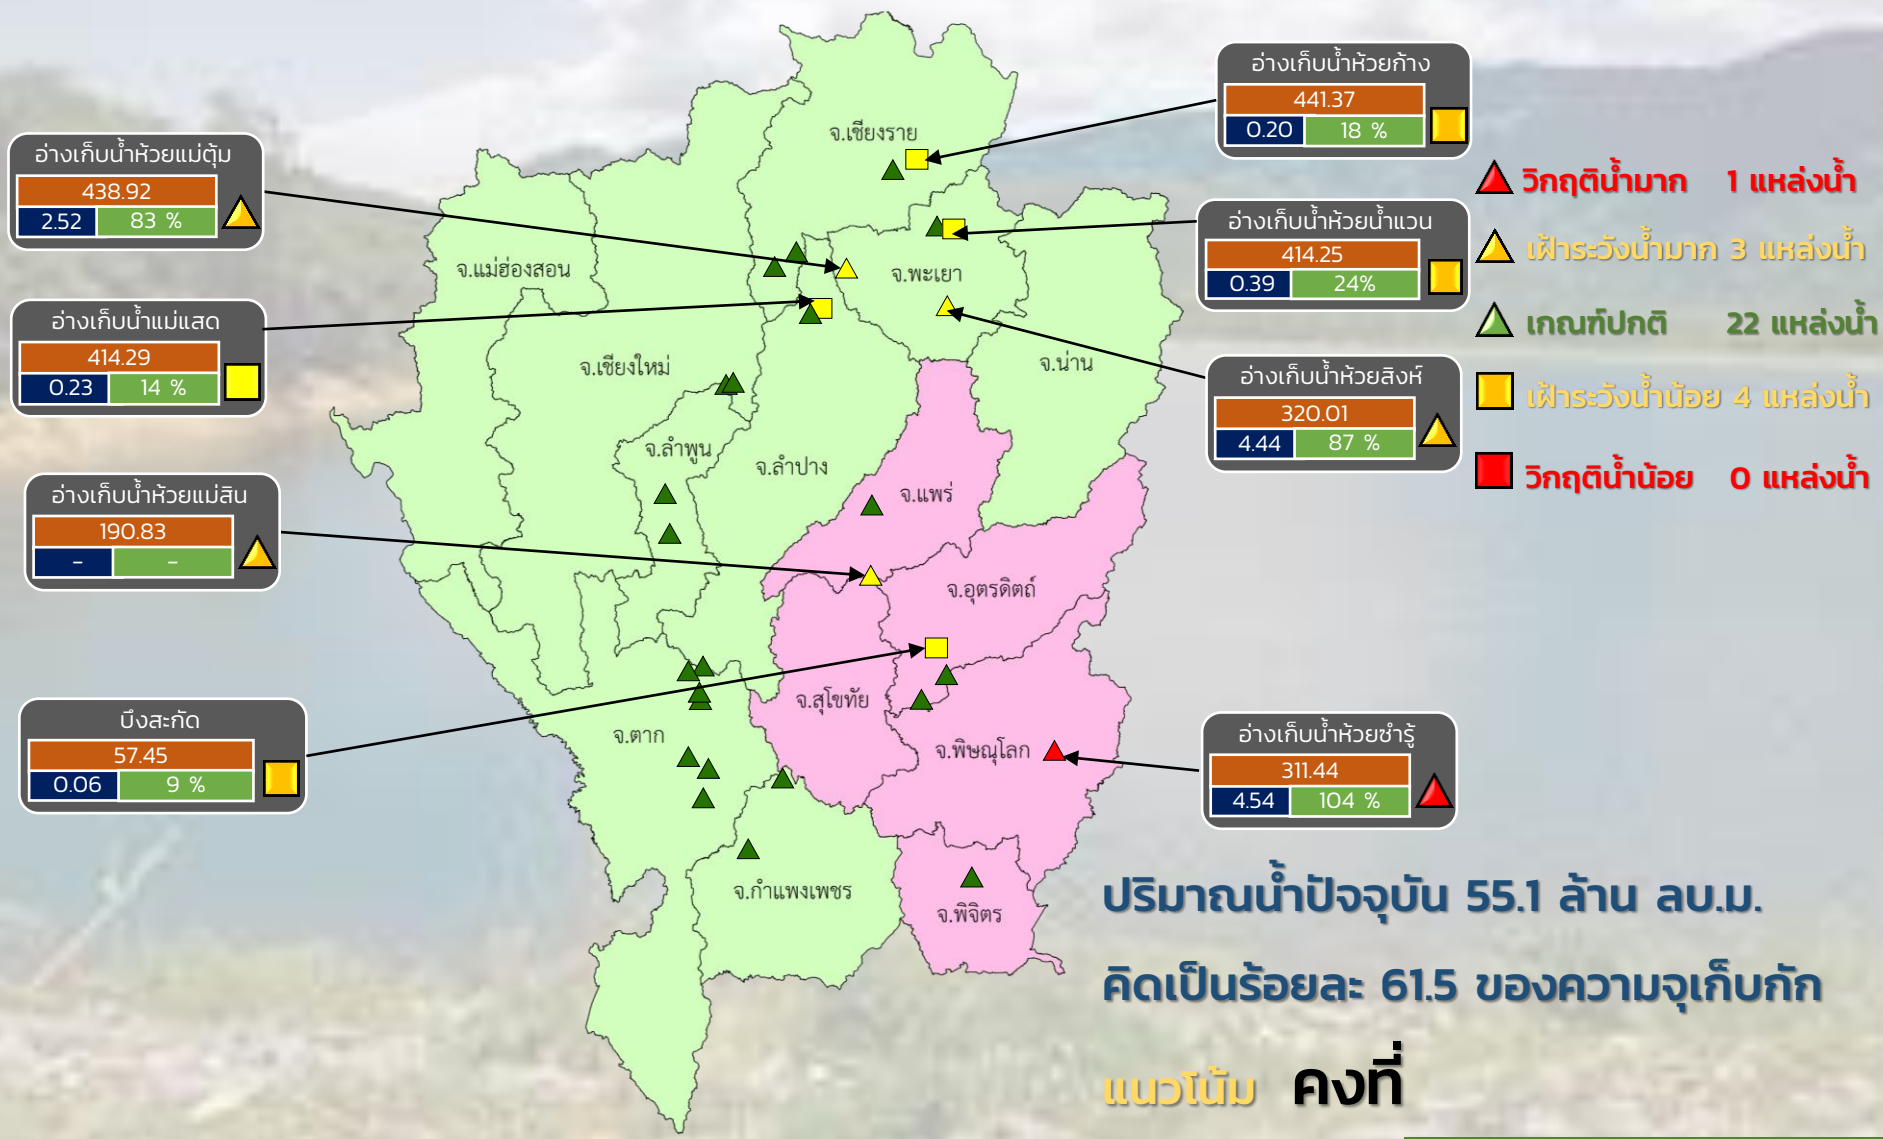 อ่างเก็บน้ำห้วยแม่ตุ้ม
438.92
2.52 83 %
อ่างเก็บน้ำแม่แสด
414.29
0.23 14 %
อ่างเก็บน้ำห้วยแม่สิน
190.83
- -
บึงสะกัด
57.45
0.06 9 %
จ.เชียงราย
จ.แม่ฮ่องสอน
จ.พะเยา
จ.เชียงใหม่
จ.น่าน
จ.ลำพูน
จ.ลำปาง
จ.แพร่
จ.อุตรดิตถ์
จ.สุโขทัย
จ.ตาก
จ.พิษณุโลก
จ.กำแพงเพชร
จ.พิจิตร
อ่างเก็บน้ำห้วยก้าง
441.37
0.20 18 %
อ่างเก็บน้ำห้วยน้ำแวน
414.25
0.39 24%
อ่างเก็บน้ำห้วยสิงห์
320.01
4.44 87 %
อ่างเก็บน้ำห้วยซำรู้
311.44
4.54 104 %
วิกฤติน้ำมาก 1 แหล่งน้ำ
เฝ้าระวังน้ำมาก 3 แหล่งน้ำ
เกณฑ์ปกติ 22 แหล่งน้ำ
เฝ้าระวังน้ำน้อย 4 แหล่งน้ำ
วิกฤติน้ำน้อย 0 แหล่งน้ำ
ปริมาณน้ำปัจจุบัน 55.1 ล้าน ลบ.ม.
คิดเป็นร้อยละ 61.5 ของความจุเก็บกัก
แนวโน้ม คงที่